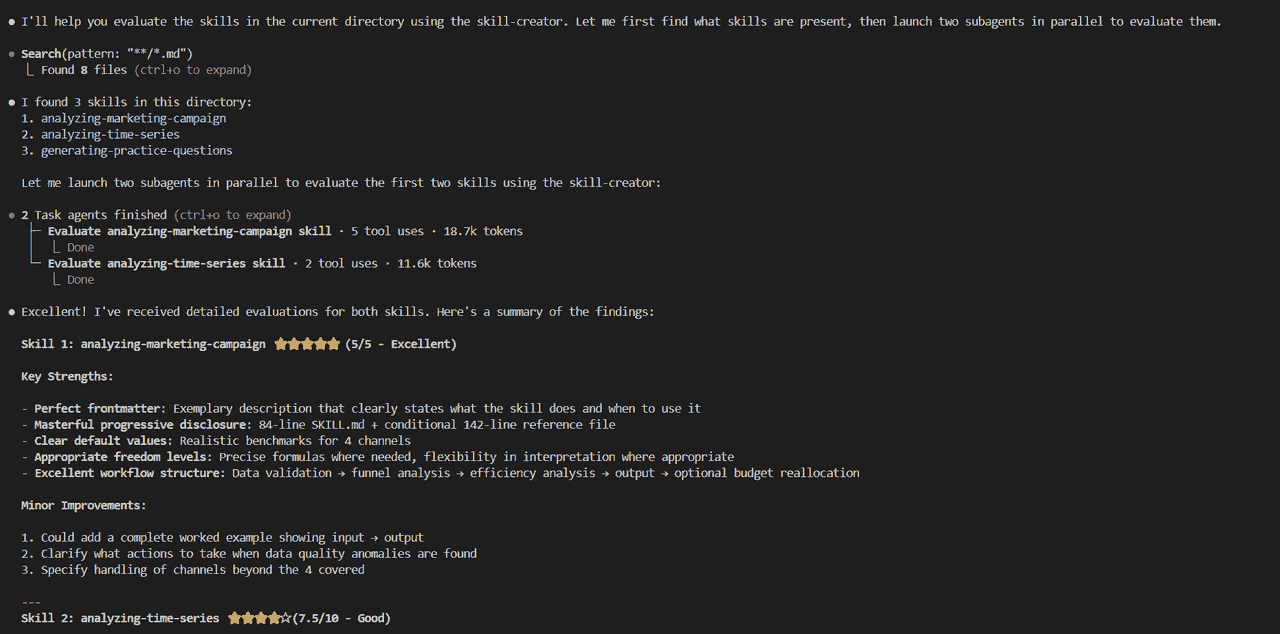 ● I'll help you evaluate the skills in the current directory using the skill-creator. Let me first find what skills are present, then launch two subagents in parallel to evaluate them.
● Search(pattern: "**/*.md")
⎿ Found 8 files (ctrl+o to expand)
● I found 3 skills in this directory:
1. analyzing-marketing-campaign
2. analyzing-time-series
3. generating-practice-questions
Let me launch two subagents in parallel to evaluate the first two skills using the skill-creator:
● 2 Task agents finished (ctrl+o to expand)
├─ Evaluate analyzing-marketing-campaign skill · 5 tool uses · 18.7k tokens
│ ⎿ Done
└─ Evaluate analyzing-time-series skill · 2 tool uses · 11.6k tokens
⎿ Done
● Excellent! I've received detailed evaluations for both skills. Here's a summary of the findings:
Skill 1: analyzing-marketing-campaign ⭐⭐⭐⭐⭐ (5/5 - Excellent)
Key Strengths:
- Perfect frontmatter: Exemplary description that clearly states what the skill does and when to use it
- Masterful progressive disclosure: 84-line SKILL.md + conditional 142-line reference file
- Clear default values: Realistic benchmarks for 4 channels
- Appropriate freedom levels: Precise formulas where needed, flexibility in interpretation where appropriate
- Excellent workflow structure: Data validation → funnel analysis → efficiency analysis → output → optional budget reallocation
Minor Improvements:
1. Could add a complete worked example showing input → output
2. Clarify what actions to take when data quality anomalies are found
3. Specify handling of channels beyond the 4 covered
---
Skill 2: analyzing-time-series ⭐⭐⭐⭐☆(7.5/10 - Good)